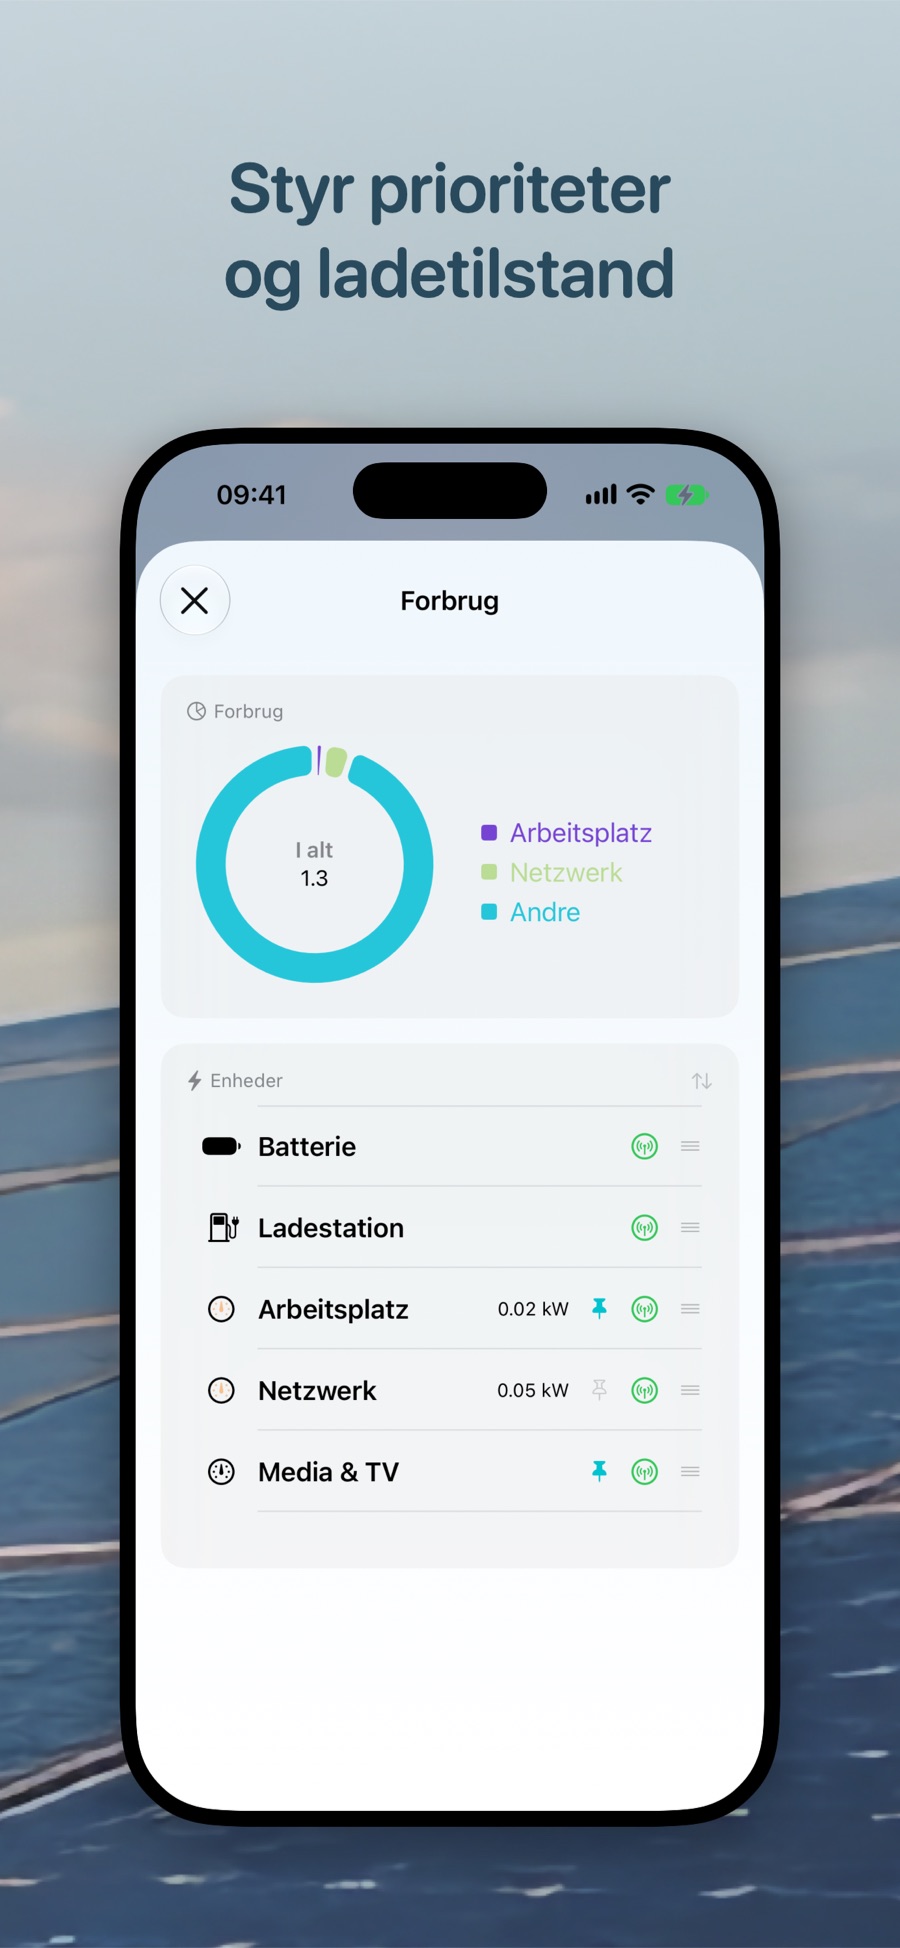 Styr prioriteter
og ladetilstand
09:41
Forbrug
Forbrug
I alt
1.3
Arbeitsplatz
Netzwerk
Andre
Enheder
Batterie
Ladestation
Arbeitsplatz 0.02 kW
Netzwerk 0.05 kW
Media & TV